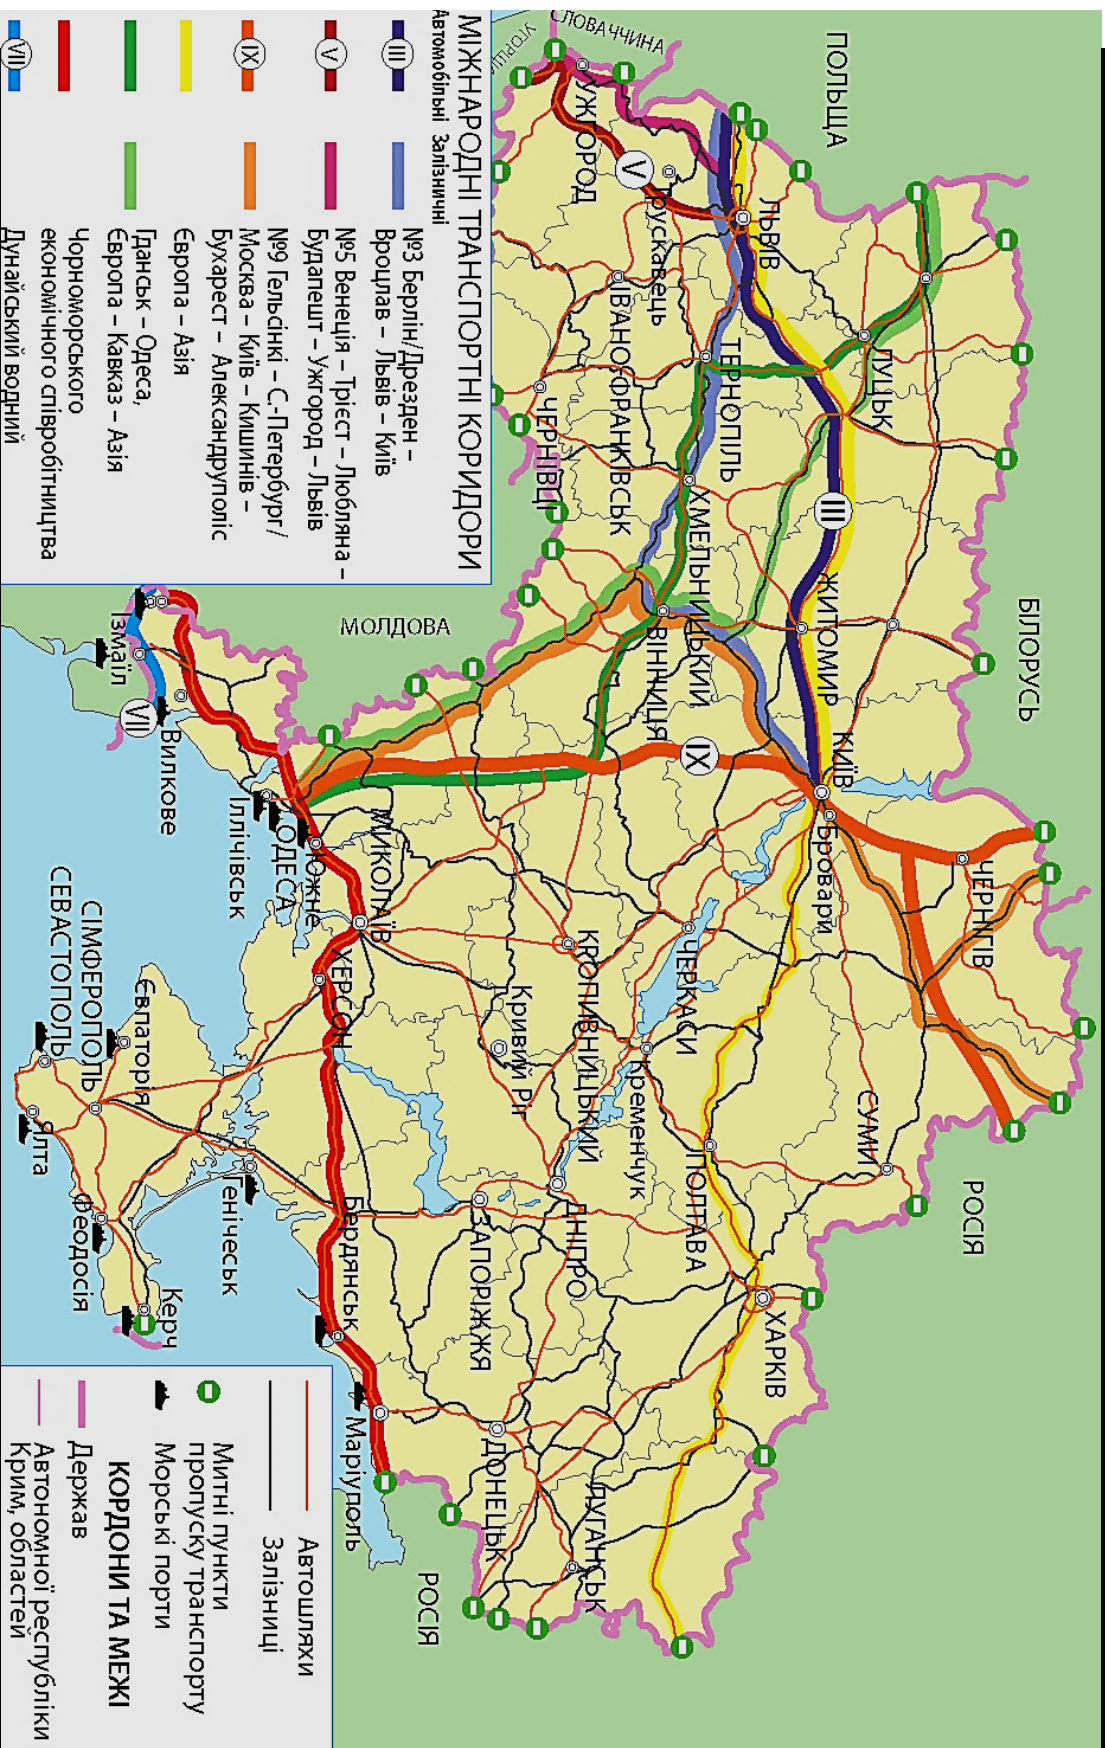 ПОЛЬЩА
БІЛОРУСЬ
СЛОВАЧЧИНА
УГОРЩИНА
РОСІЯ
МОЛДОВА
РОСІЯ
ЛУЦЬК
ЖИТОМИР
КИЇВ
Бровари
ЧЕРНІГІВ
СУМИ
ЛЬВІВ
III
ТЕРНОПІЛЬ
ХМЕЛЬНИЦЬКИЙ
ВІННИЦЯ
IX
ЧЕРКАСИ
ПОЛТАВА
ХАРКІВ
УЖГОРОД
V
Трускавець
ІВАНО-ФРАНКІВСЬК
ЧЕРНІВЦІ
КРОПИВНИЦЬКИЙ
Кременчук
Кривий Ріг
ДНІПРО
ЗАПОРІЖЖЯ
ДОНЕЦЬК
ЛУГАНСЬК
МИКОЛАЇВ
Южне
ОДЕСА
Іллічівськ
ХЕРСОН
Бердянськ
Маріуполь
Генічеськ
Ізмаїл
VII
Вилкове
Євпаторія
СІМФЕРОПОЛЬ
СЕВАСТОПОЛЬ
Ялта
Феодосія
Керч
МІЖНАРОДНІ ТРАНСПОРТНІ КОРИДОРИ
Автомобільні Залізничні
III
№3 Берлін/Дрезден –
Вроцлав – Львів – Київ
V
№5 Венеція – Трієст – Любляна –
Будапешт – Ужгород – Львів
IX
№9 Гельсінкі – С.-Петербург/
Москва – Київ – Кишинів –
Бухарест – Александруполіс
Європа – Азія
Гданськ – Одеса,
Європа – Кавказ – Азія
Чорноморського
економічного співробітництва
VII
Дунайський водний
Автошляхи
Залізниці
Митні пункти
пропуску транспорту
Морські порти
КОРДОНИ ТА МЕЖІ
Держав
Автономної республіки
Крим, областей